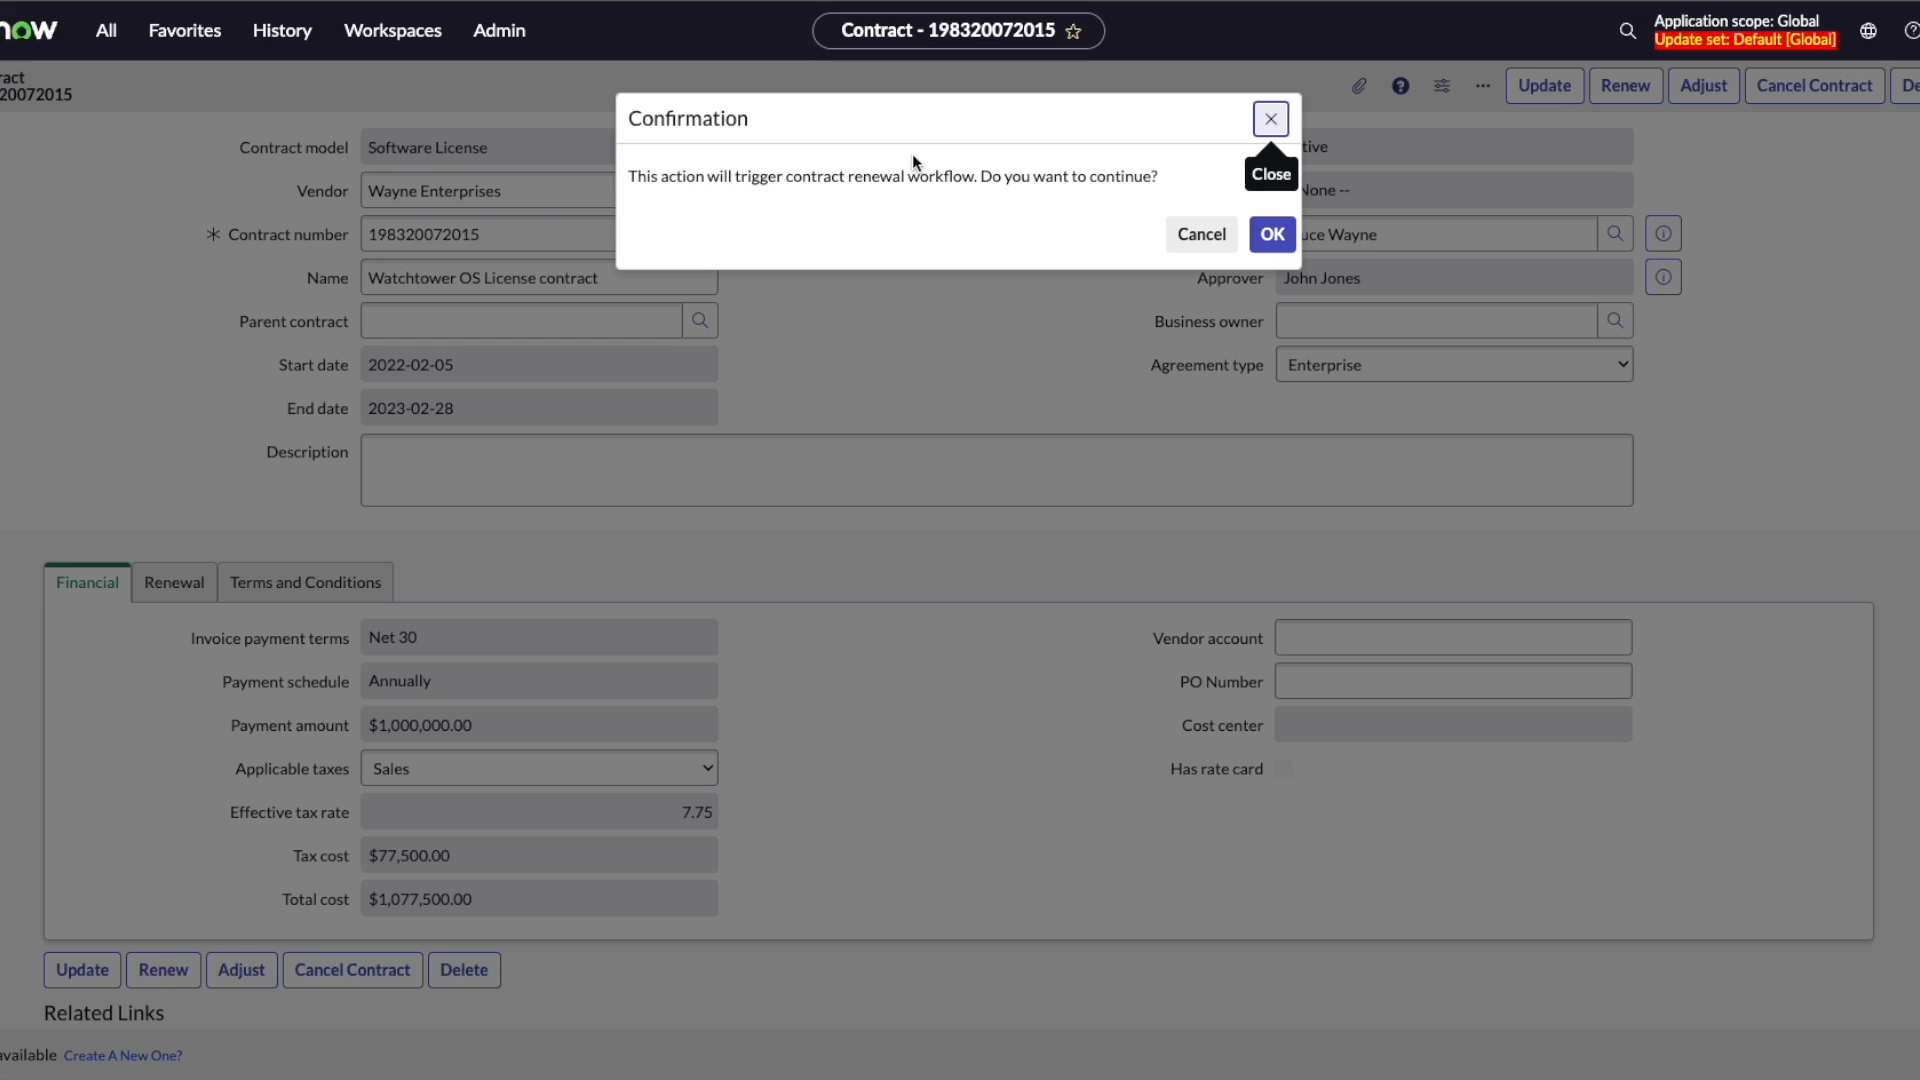 now All Favorites History Workspaces Admin Contract - 198320072015 Application scope: Global
Update set: Default [Global]
ract
20072015
Update Renew Adjust Cancel Contract De
Confirmation
This action will trigger contract renewal workflow. Do you want to continue?
Close
Cancel OK
Contract model Software License tive
Vendor Wayne Enterprises None --
Contract number 198320072015 uce Wayne
Name Watchtower OS License contract Approver John Jones
Parent contract Business owner
Start date 2022-02-05 Agreement type Enterprise
End date 2023-02-28
Description
Financial Renewal Terms and Conditions
Invoice payment terms Net 30 Vendor account
Payment schedule Annually PO Number
Payment amount $1,000,000.00 Cost center
Applicable taxes Sales Has rate card
Effective tax rate 7.75
Tax cost $77,500.00
Total cost $1,077,500.00
Update Renew Adjust Cancel Contract Delete
Related Links
available Create A New One?